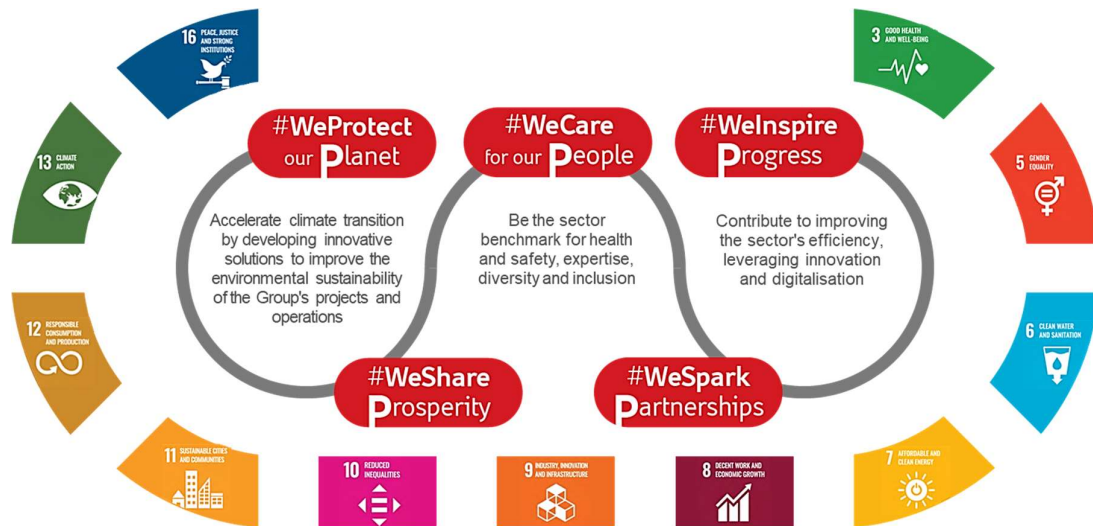 16 PEACE, JUSTICE
AND STRONG
INSTITUTIONS
3 GOOD HEALTH
AND WELL-BEING
#WeProtect
our Planet
#WeCare
for our People
#WeInspire
Progress
13 CLIMATE
ACTION
5 GENDER
EQUALITY
Accelerate climate transition
by developing innovative
solutions to improve the
environmental sustainability
of the Group's projects and
operations
Be the sector
benchmark for health
and safety, expertise,
diversity and inclusion
Contribute to improving
the sector's efficiency,
leveraging innovation
and digitalisation
12 RESPONSIBLE
CONSUMPTION
AND PRODUCTION
6 CLEAN WATER
AND SANITATION
#WeShare
Prosperity
#WeSpark
Partnerships
11 SUSTAINABLE CITIES
AND COMMUNITIES
10 REDUCED
INEQUALITIES
9 INDUSTRY, INNOVATION
AND INFRASTRUCTURE
8 DECENT WORK AND
ECONOMIC GROWTH
7 AFFORDABLE AND
CLEAN ENERGY